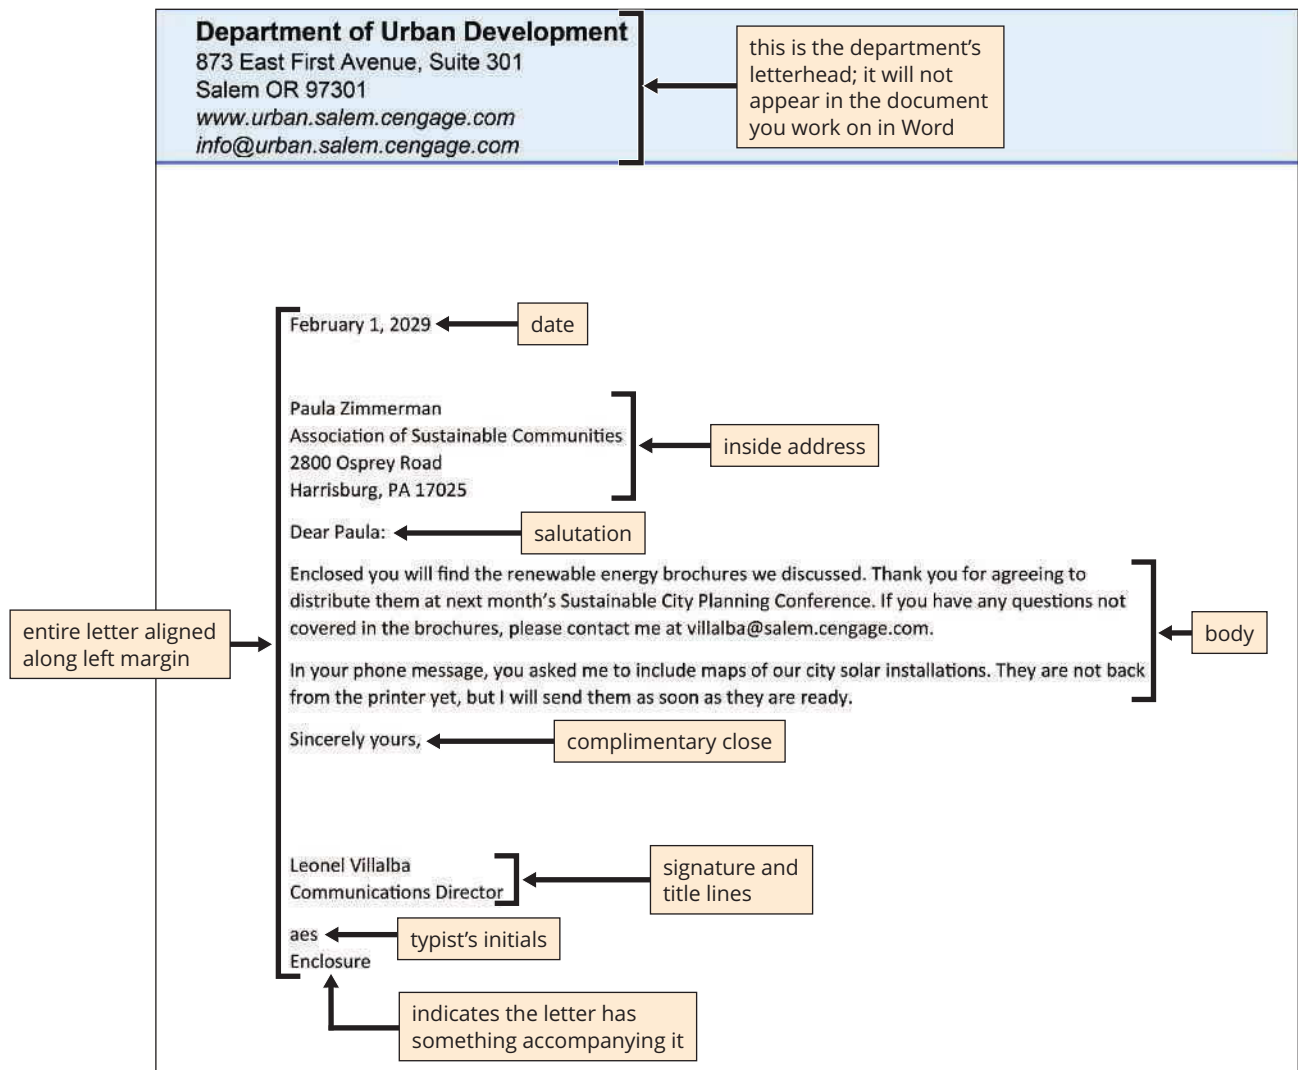 Department of Urban Development
873 East First Avenue, Suite 301
Salem OR 97301
www.urban.salem.cengage.com
info@urban.salem.cengage.com
this is the department’s
letterhead; it will not
appear in the document
you work on in Word
February 1, 2029
date
Paula Zimmerman
Association of Sustainable Communities
2800 Osprey Road
Harrisburg, PA 17025
inside address
Dear Paula:
salutation
Enclosed you will find the renewable energy brochures we discussed. Thank you for agreeing to
distribute them at next month’s Sustainable City Planning Conference. If you have any questions not
covered in the brochures, please contact me at villalba@salem.cengage.com.
entire letter aligned
along left margin
body
In your phone message, you asked me to include maps of our city solar installations. They are not back
from the printer yet, but I will send them as soon as they are ready.
Sincerely yours,
complimentary close
Leonel Villalba
Communications Director
signature and
title lines
aes
typist’s initials
Enclosure
indicates the letter has
something accompanying it